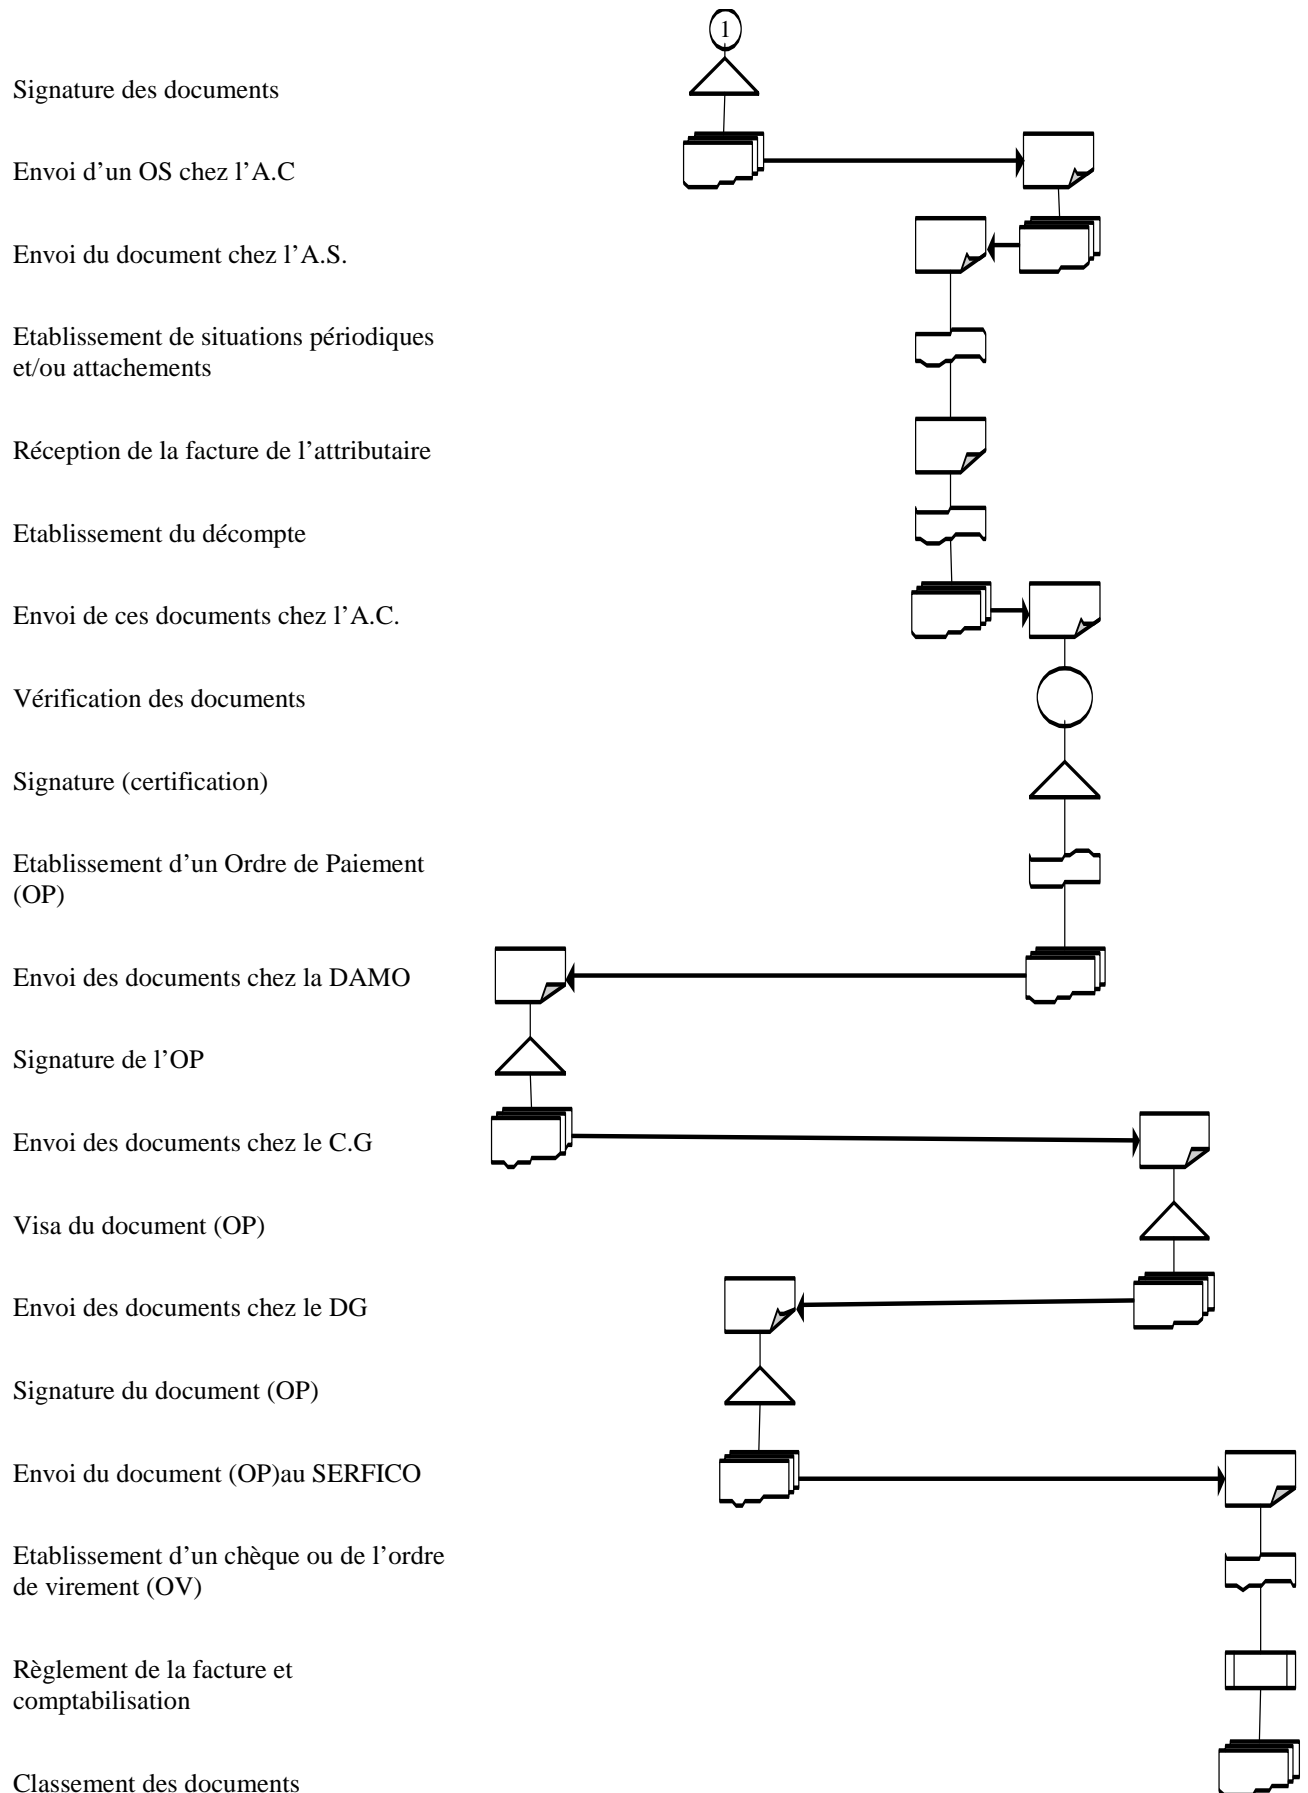 1
Signature des documents
Envoi d’un OS chez l’A.C
Envoi du document chez l’A.S.
Etablissement de situations périodiques
et/ou attachements
Réception de la facture de l’attributaire
Etablissement du décompte
Envoi de ces documents chez l’A.C.
Vérification des documents
Signature (certification)
Etablissement d’un Ordre de Paiement
(OP)
Envoi des documents chez la DAMO
Signature de l’OP
Envoi des documents chez le C.G
Visa du document (OP)
Envoi des documents chez le DG
Signature du document (OP)
Envoi du document (OP)au SERFICO
Etablissement d’un chèque ou de l’ordre
de virement (OV)
Règlement de la facture et
comptabilisation
Classement des documents